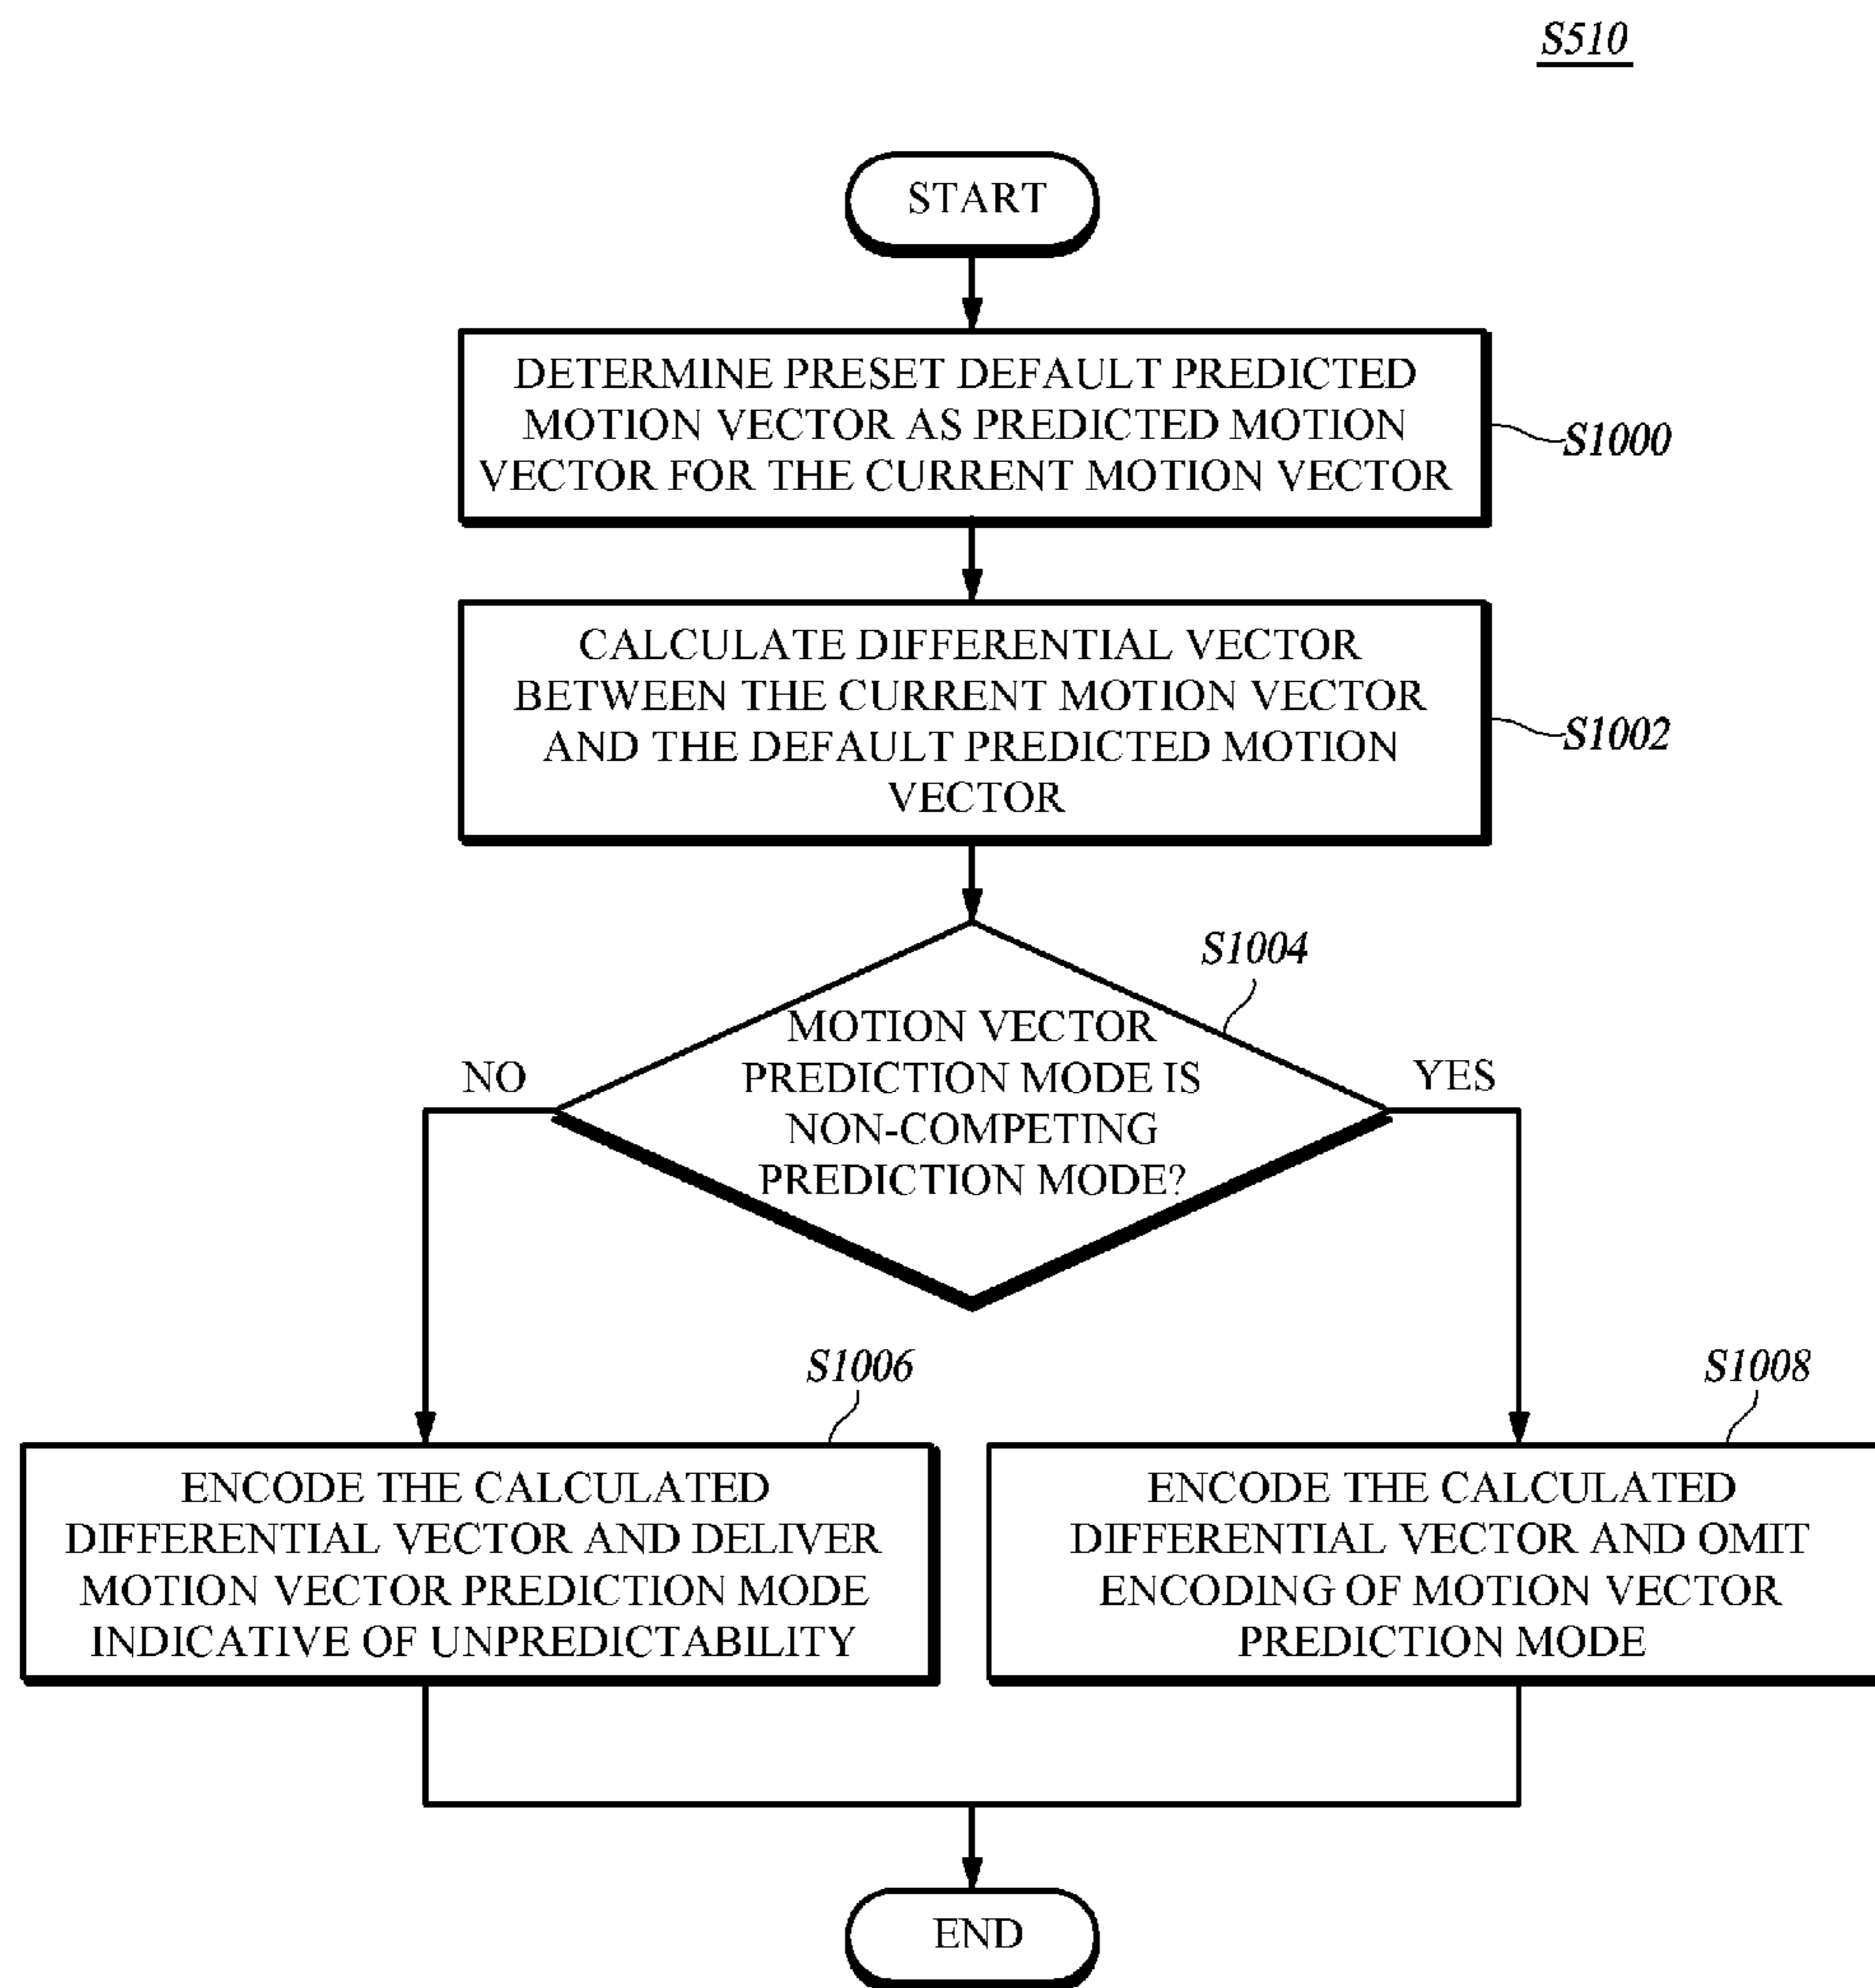 S510
START
DETERMINE PRESET DEFAULT PREDICTED
MOTION VECTOR AS PREDICTED MOTION
VECTOR FOR THE CURRENT MOTION VECTOR
S1000
CALCULATE DIFFERENTIAL VECTOR
BETWEEN THE CURRENT MOTION VECTOR
AND THE DEFAULT PREDICTED MOTION
VECTOR
S1002
S1004
MOTION VECTOR
PREDICTION MODE IS
NON-COMPETING
PREDICTION MODE?
NO
YES
S1006
ENCODE THE CALCULATED
DIFFERENTIAL VECTOR AND DELIVER
MOTION VECTOR PREDICTION MODE
INDICATIVE OF UNPREDICTABILITY
S1008
ENCODE THE CALCULATED
DIFFERENTIAL VECTOR AND OMIT
ENCODING OF MOTION VECTOR
PREDICTION MODE
END